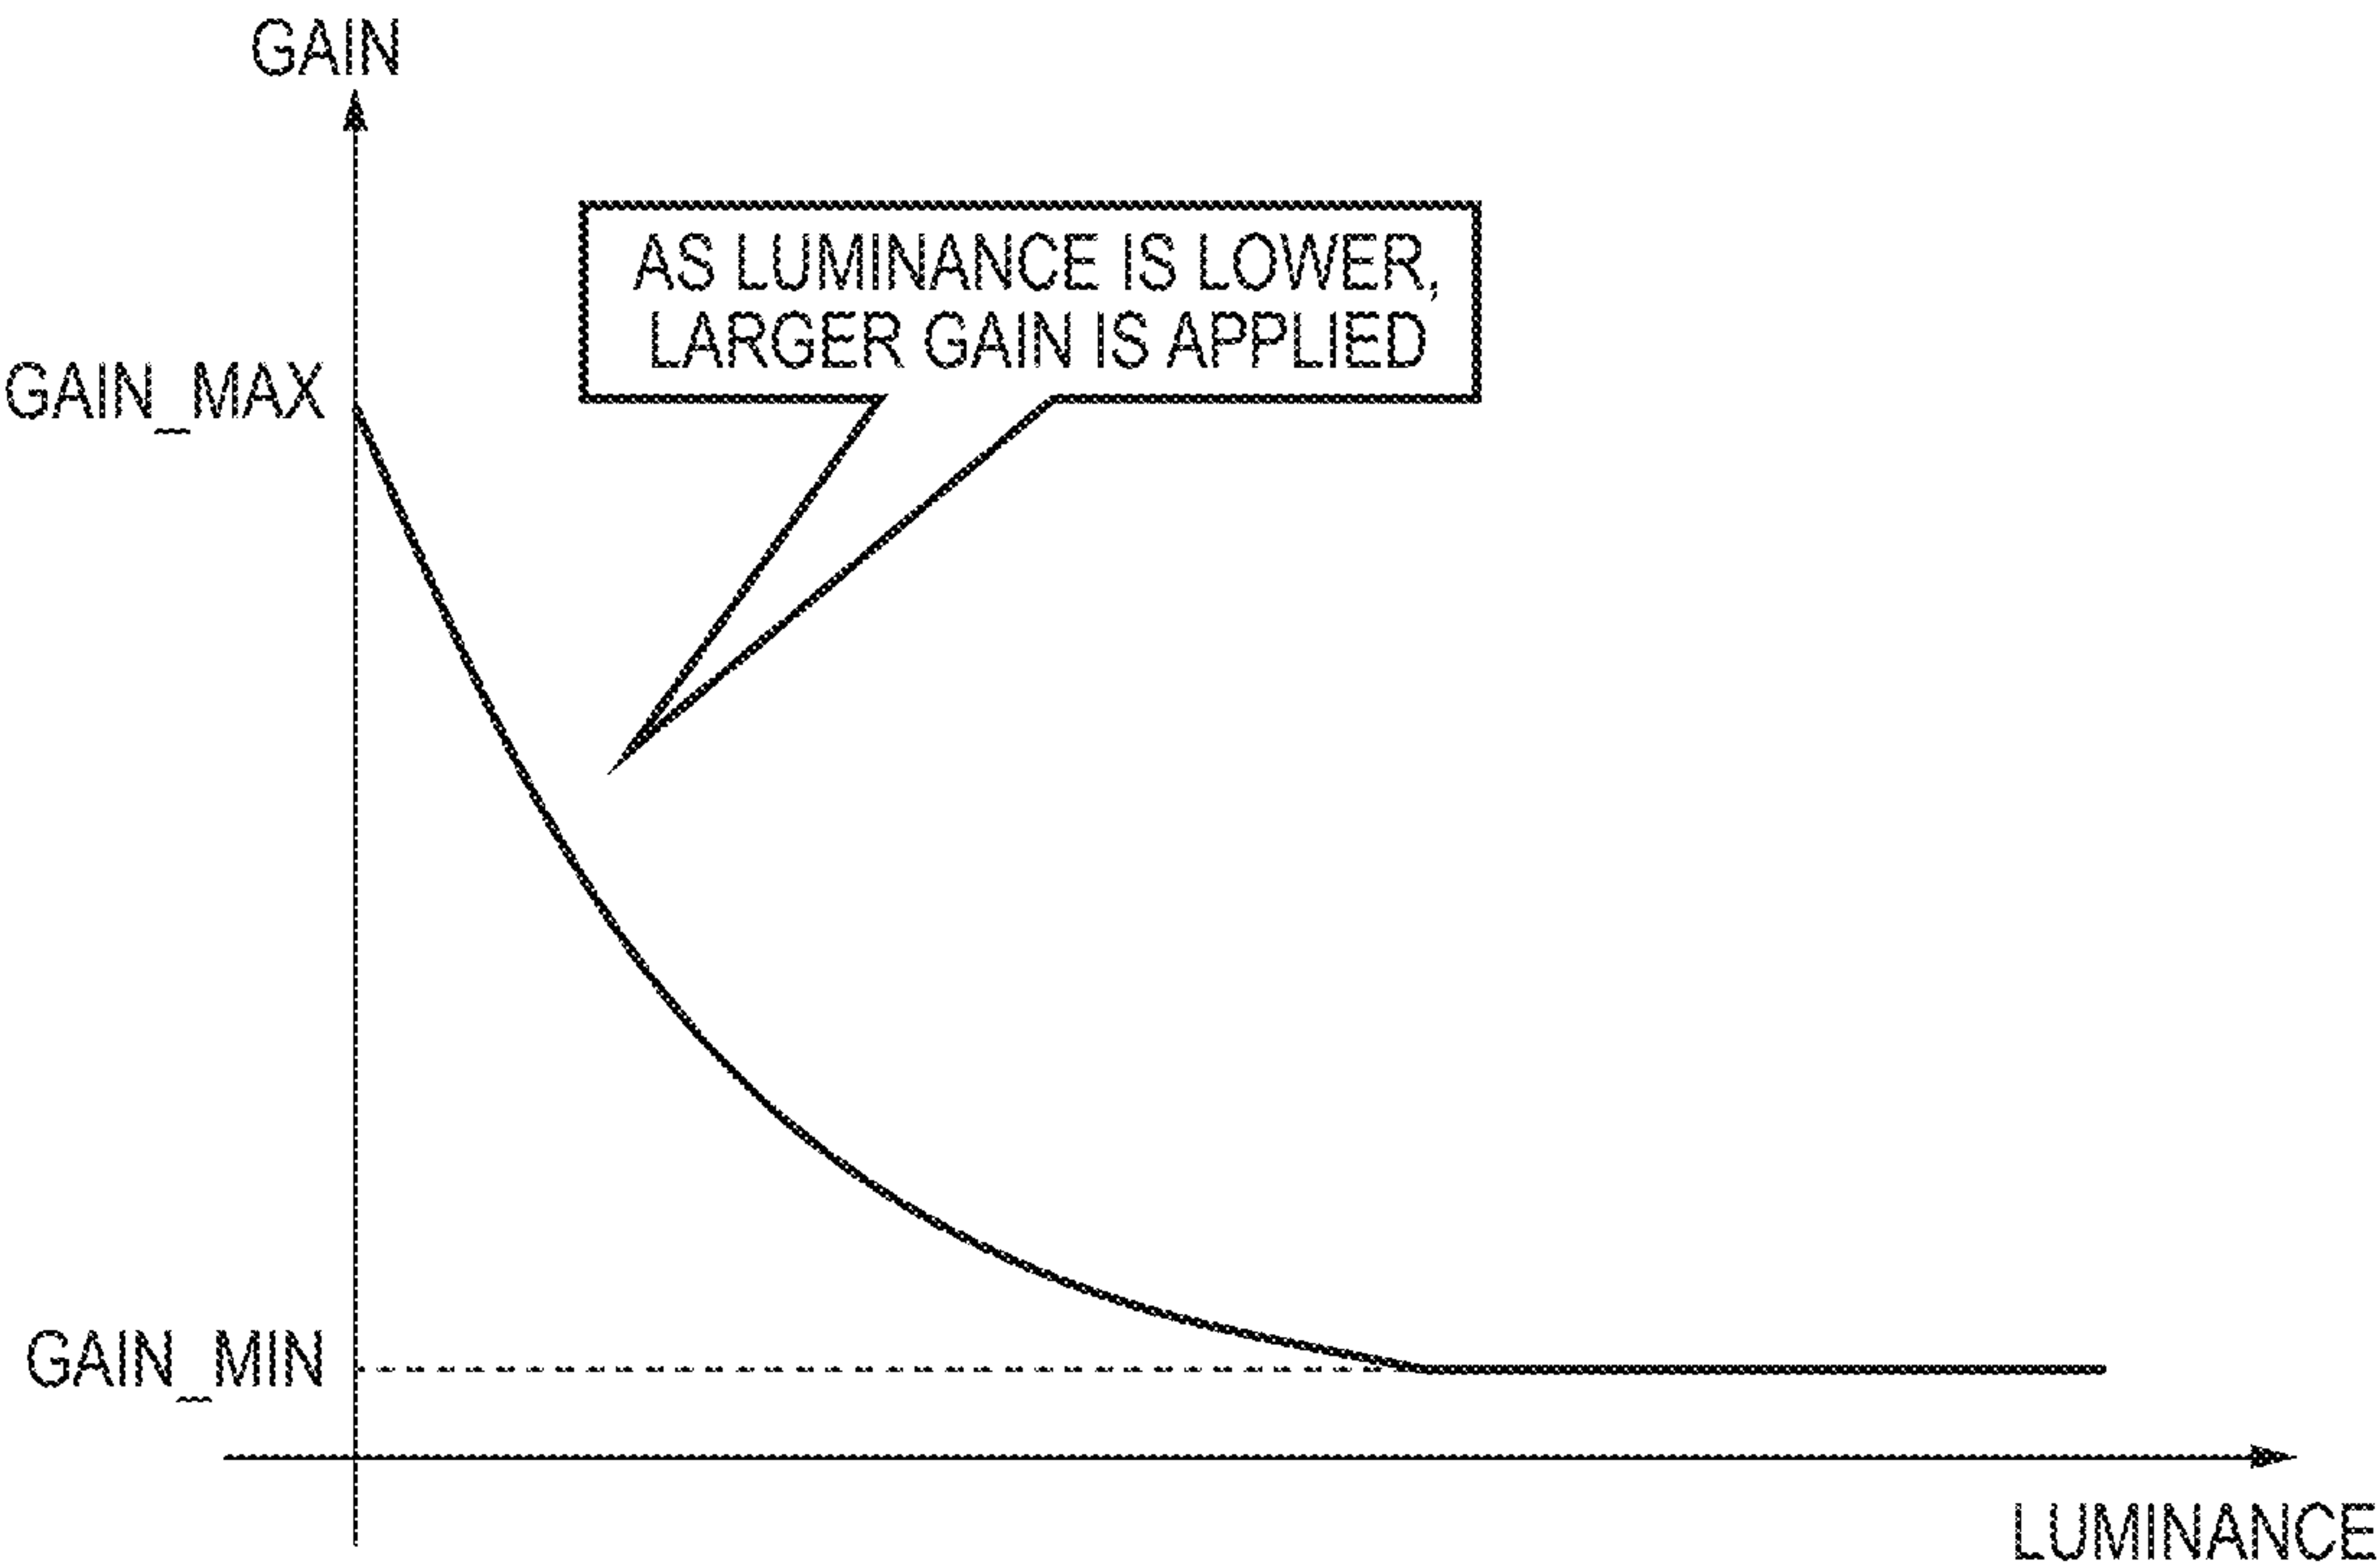 GAIN
AS LUMINANCE IS LOWER,
LARGER GAIN IS APPLIED
GAIN_MAX
GAIN_MIN
LUMINANCE